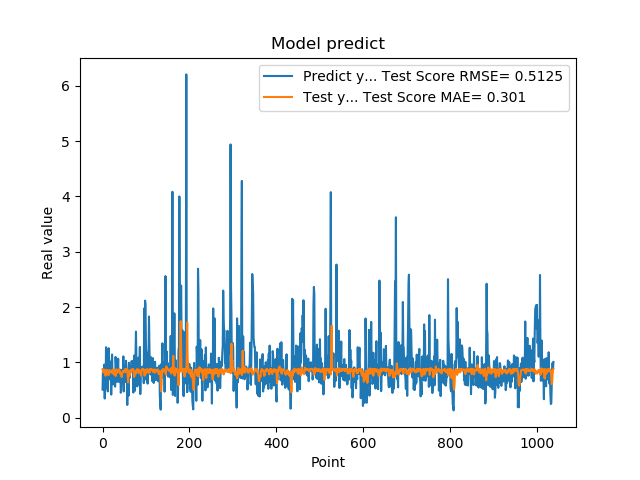 Model predict
Predict y... Test Score RMSE= 0.5125
Test y... Test Score MAE= 0.301
6
5
4
3
2
1
0
Real value
0 200 400 600 800 1000
Point